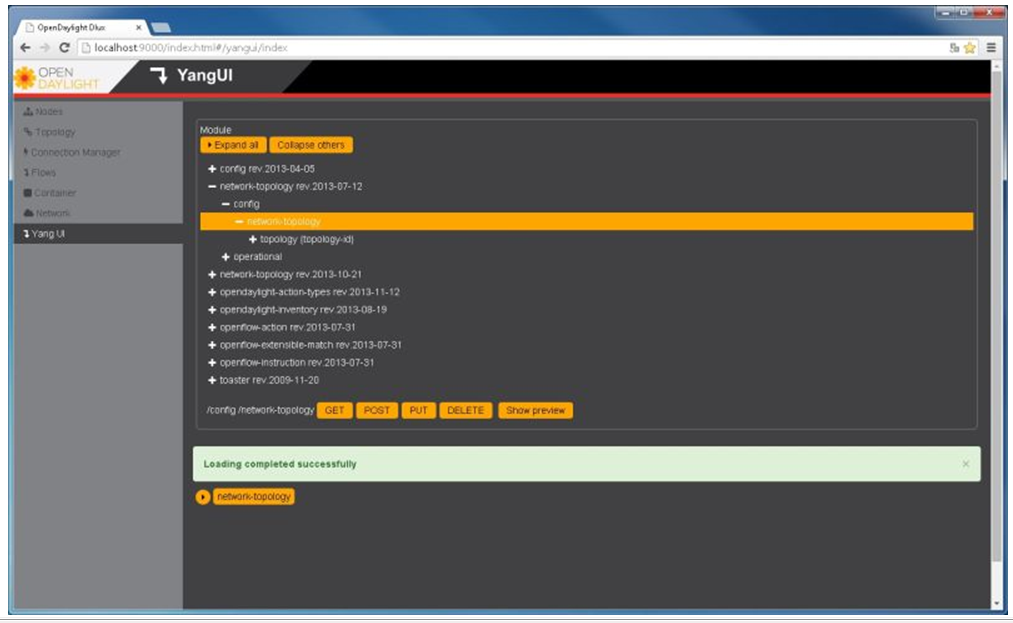 OpenDaylight Dlux
localhost:9000/index.html#/yangui/index
OPEN
DAYLIGHT
YangUI
Nodes
Topology
Connection Manager
Flows
Container
Network
Yang UI
Module
Expand all Collapse others
config rev.2013-04-05
network-topology rev.2013-07-12
config
network-topology
topology (topology-id)
operational
network-topology rev.2013-10-21
opendaylight-action-types rev.2013-11-12
opendaylight-inventory rev.2013-08-19
openflow-action rev.2013-07-31
openflow-extensible-match rev.2013-07-31
openflow-instruction rev.2013-07-31
toaster rev.2009-11-20
/config /network-topology GET POST PUT DELETE Show preview
Loading completed successfully
network-topology